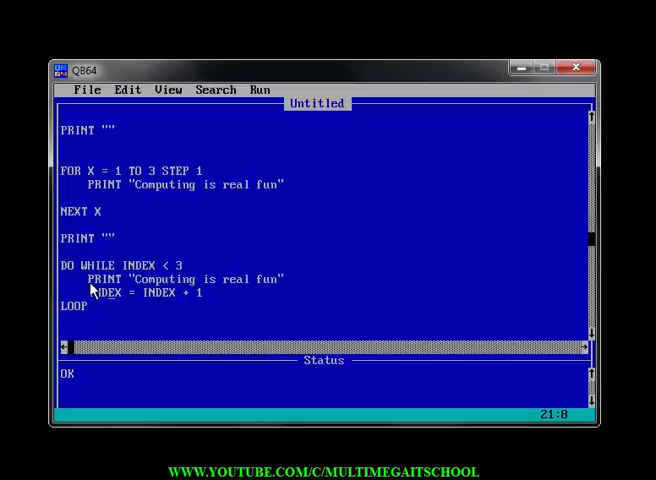 QB64
File Edit View Search Run
Untitled
PRINT ""
FOR X = 1 TO 3 STEP 1
PRINT "Computing is real fun"
NEXT X
PRINT ""
DO WHILE INDEX < 3
PRINT "Computing is real fun"
INDEX = INDEX + 1
LOOP
Status
OK
21:8
WWW.YOUTUBE.COM/C/MULTIMEGAITSCHOOL